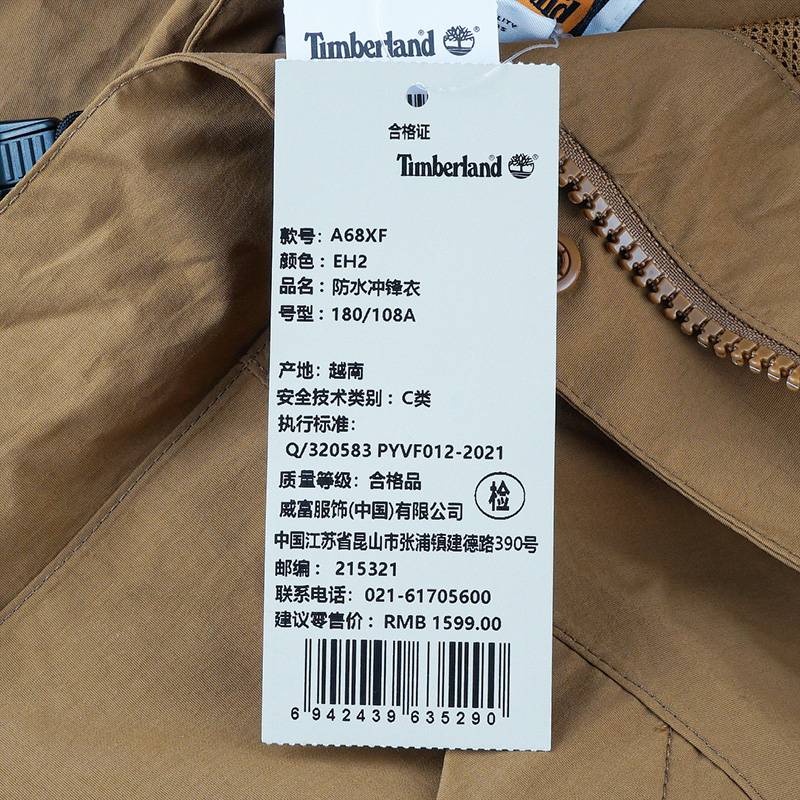 Timberland
LITY
合格证
Timberland
款号：A68XF
颜色：EH2
品名：防水冲锋衣
号型：180/108A
产地：越南
安全技术类别：C类
执行标准：
Q/320583 PYVF012-2021
质量等级：合格品
检
威富服饰(中国)有限公司
中国江苏省昆山市张浦镇建德路390号
邮编： 215321
联系电话： 021-61705600
建议零售价： RMB 1599.00
6 942439 635290